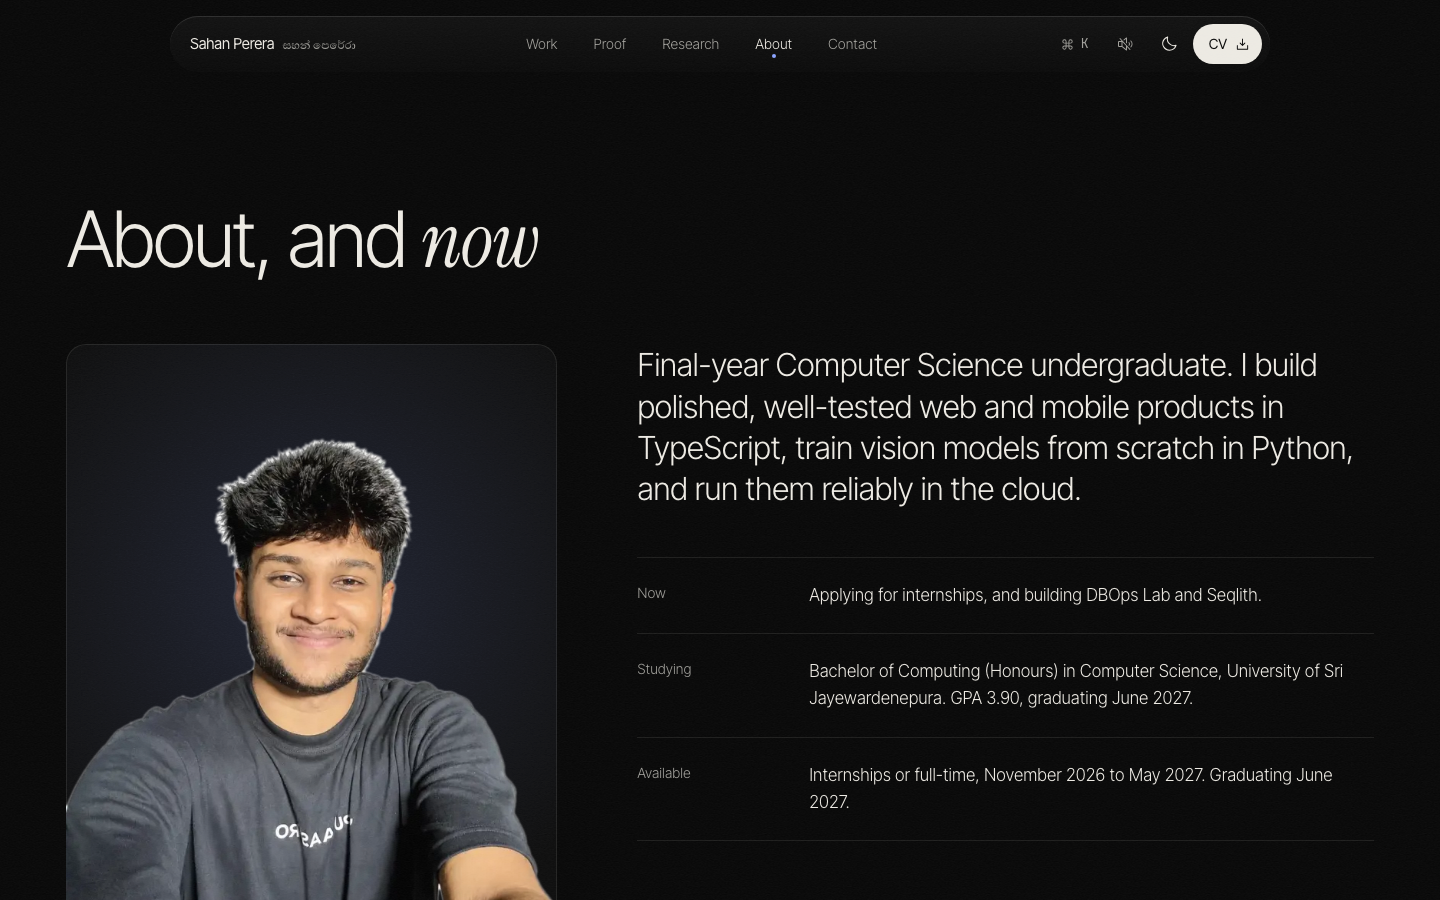 Sahan Perera සහන් පෙරේරා
Work
Proof
Research
About
Contact
⌘ K
CV
About, and now
Final-year Computer Science undergraduate. I build
polished, well-tested web and mobile products in
TypeScript, train vision models from scratch in Python,
and run them reliably in the cloud.
Now
Applying for internships, and building DBOps Lab and Seqlith.
Studying
Bachelor of Computing (Honours) in Computer Science, University of Sri
Jayewardenepura. GPA 3.90, graduating June 2027.
Available
Internships or full-time, November 2026 to May 2027. Graduating June
2027.